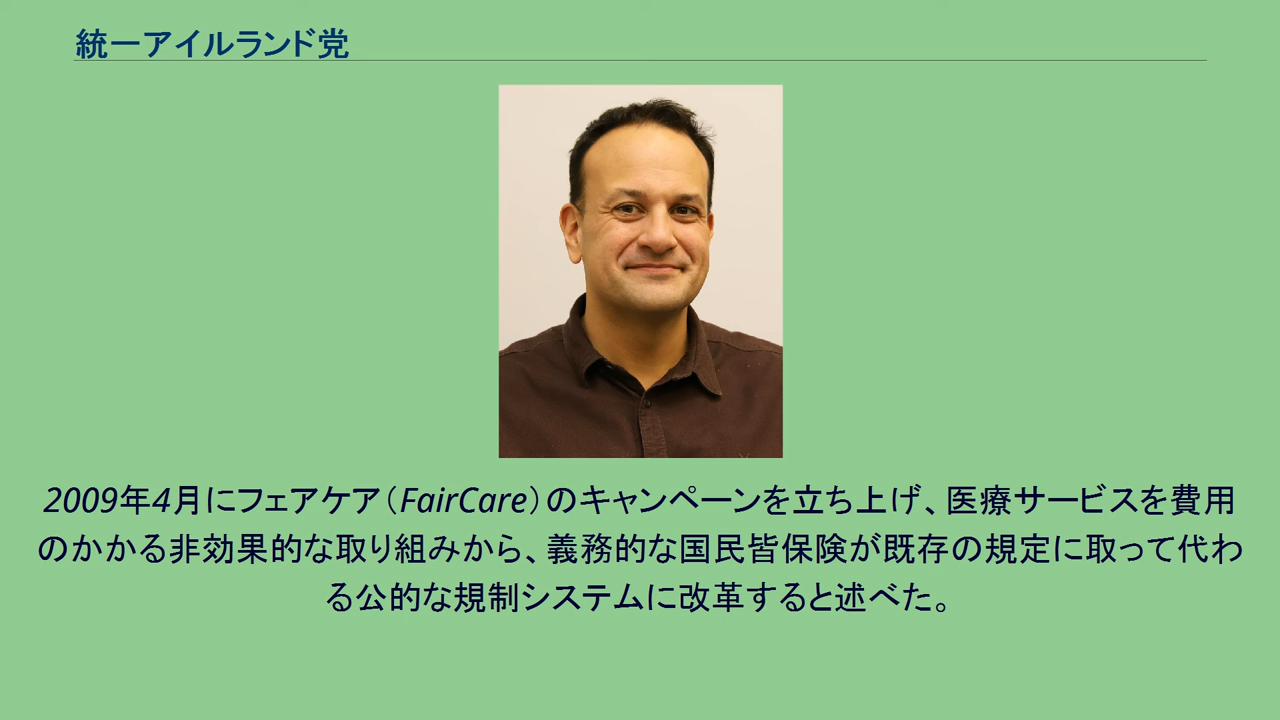 統一アイルランド党
2009年4月にフェアケア（FairCare）のキャンペーンを立ち上げ、医療サービスを費用
のかかる非効果的な取り組みから、義務的な国民皆保険が既存の規定に取って代わ
る公的な規制システムに改革すると述べた。